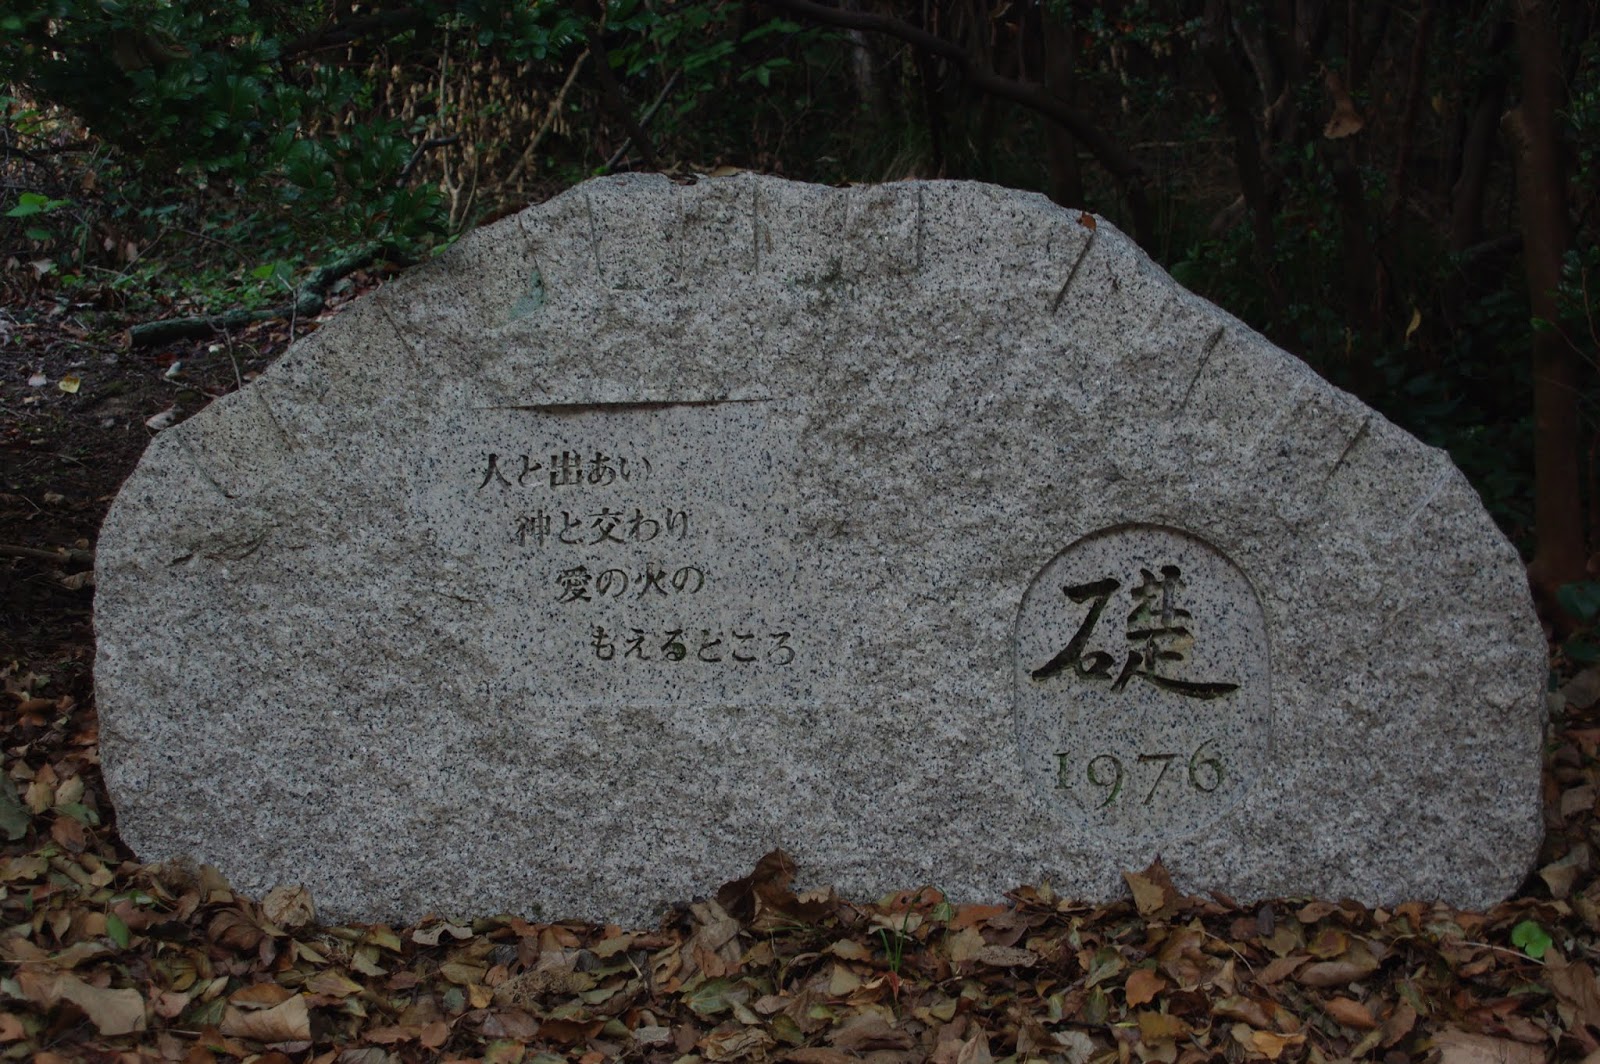 人と出あい
神と交わり
愛の火の
もえるところ
礎
1976